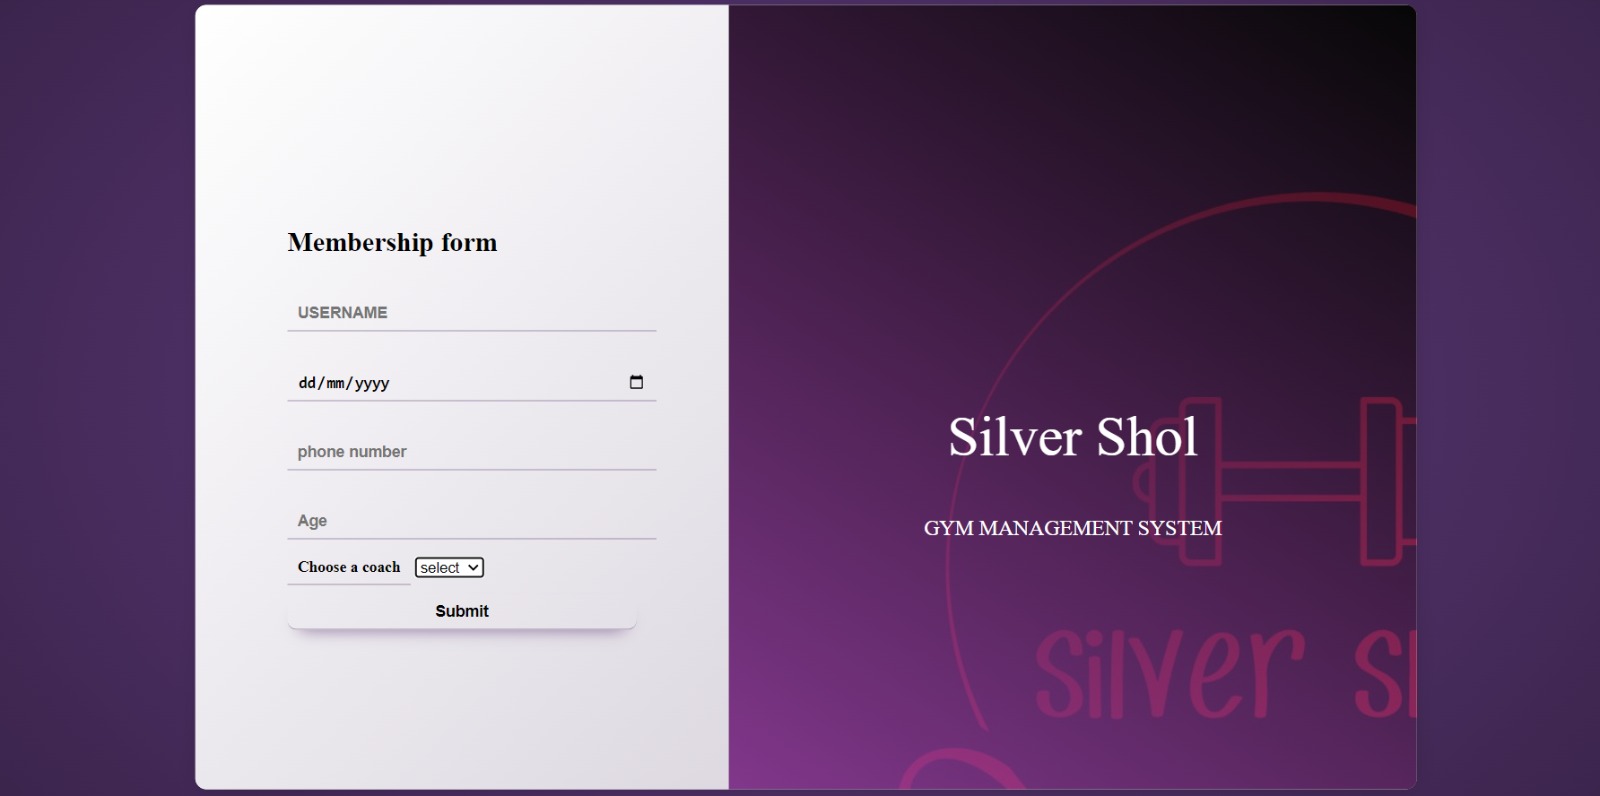 Membership form
USERNAME
dd/mm/yyyy
phone number
Age
Choose a coach select
Submit
Silver Shol
GYM MANAGEMENT SYSTEM
silver